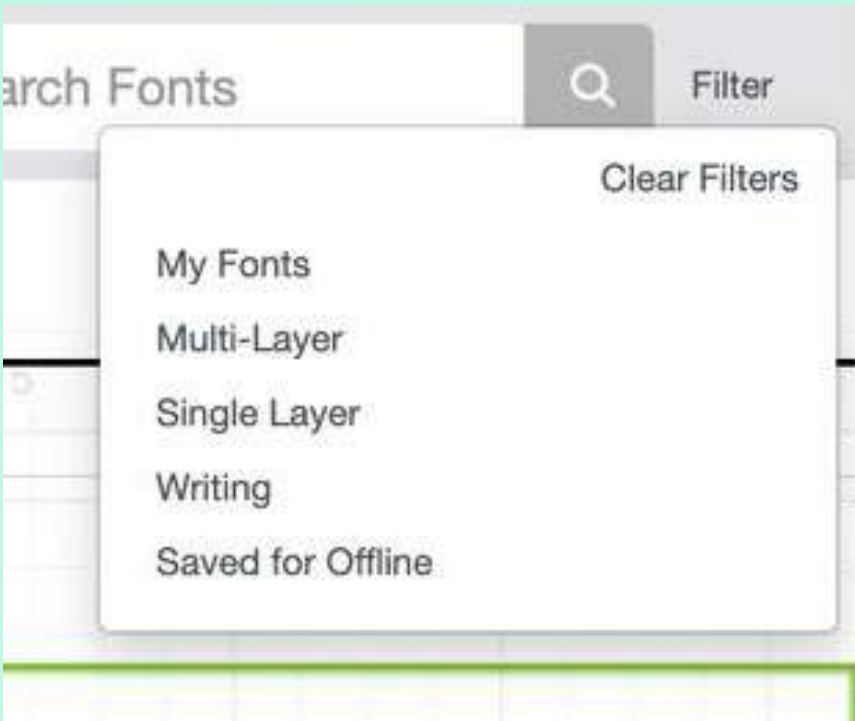 arch Fonts
Filter
Clear Filters
My Fonts
Multi-Layer
Single Layer
Writing
Saved for Offline